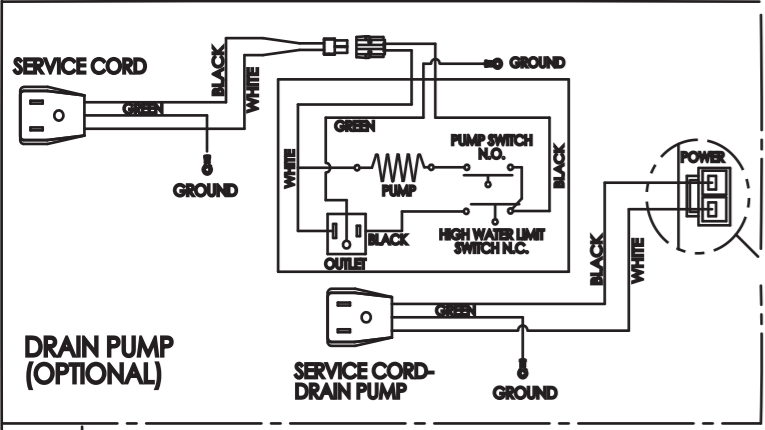 SERVICE CORD
BLACK
WHITE
GREEN
GROUND
GROUND
GREEN
WHITE
PUMP SWITCH
N.O.
PUMP
BLACK
BLACK
HIGH WATER LIMIT
SWITCH N.C.
OUTLET
POWER
BLACK
WHITE
GREEN
DRAIN PUMP
(OPTIONAL)
SERVICE CORD-
DRAIN PUMP
GROUND